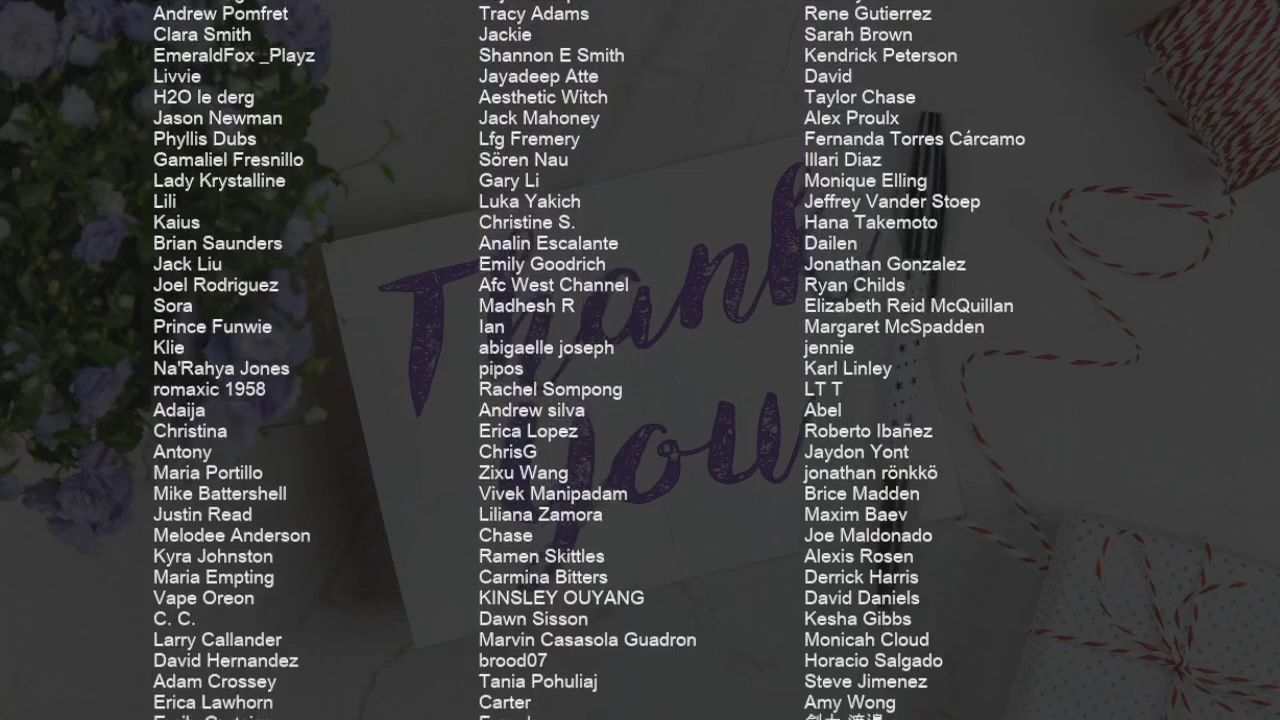 Andrew Pomfret
Clara Smith
EmeraldFox _Playz
Livvie
H2O le derg
Jason Newman
Phyllis Dubs
Gamaliel Fresnillo
Lady Krystalline
Lili
Kaius
Brian Saunders
Jack Liu
Joel Rodriguez
Sora
Prince Funwie
Klie
Na'Rahya Jones
romaxic 1958
Adaija
Christina
Antony
Maria Portillo
Mike Battershell
Justin Read
Melodee Anderson
Kyra Johnston
Maria Empting
Vape Oreon
C. C.
Larry Callander
David Hernandez
Adam Crossey
Erica Lawhorn
Tracy Adams
Jackie
Shannon E Smith
Jayadeep Atte
Aesthetic Witch
Jack Mahoney
Lfg Fremery
Sören Nau
Gary Li
Luka Yakich
Christine S.
Analin Escalante
Emily Goodrich
Afc West Channel
Madhesh R
Ian
abigaelle joseph
pipos
Rachel Sompong
Andrew silva
Erica Lopez
ChrisG
Zixu Wang
Vivek Manipadam
Liliana Zamora
Chase
Ramen Skittles
Carmina Bitters
KINSLEY OUYANG
Dawn Sisson
Marvin Casasola Guadron
brood07
Tania Pohuliaj
Carter
Rene Gutierrez
Sarah Brown
Kendrick Peterson
David
Taylor Chase
Alex Proulx
Fernanda Torres Cárcamo
Illari Diaz
Monique Elling
Jeffrey Vander Stoep
Hana Takemoto
Dailen
Jonathan Gonzalez
Ryan Childs
Elizabeth Reid McQuillan
Margaret McSpadden
jennie
Karl Linley
LT T
Abel
Roberto Ibañez
Jaydon Yont
jonathan rönkkö
Brice Madden
Maxim Baev
Joe Maldonado
Alexis Rosen
Derrick Harris
David Daniels
Kesha Gibbs
Monicah Cloud
Horacio Salgado
Steve Jimenez
Amy Wong
Thank
You